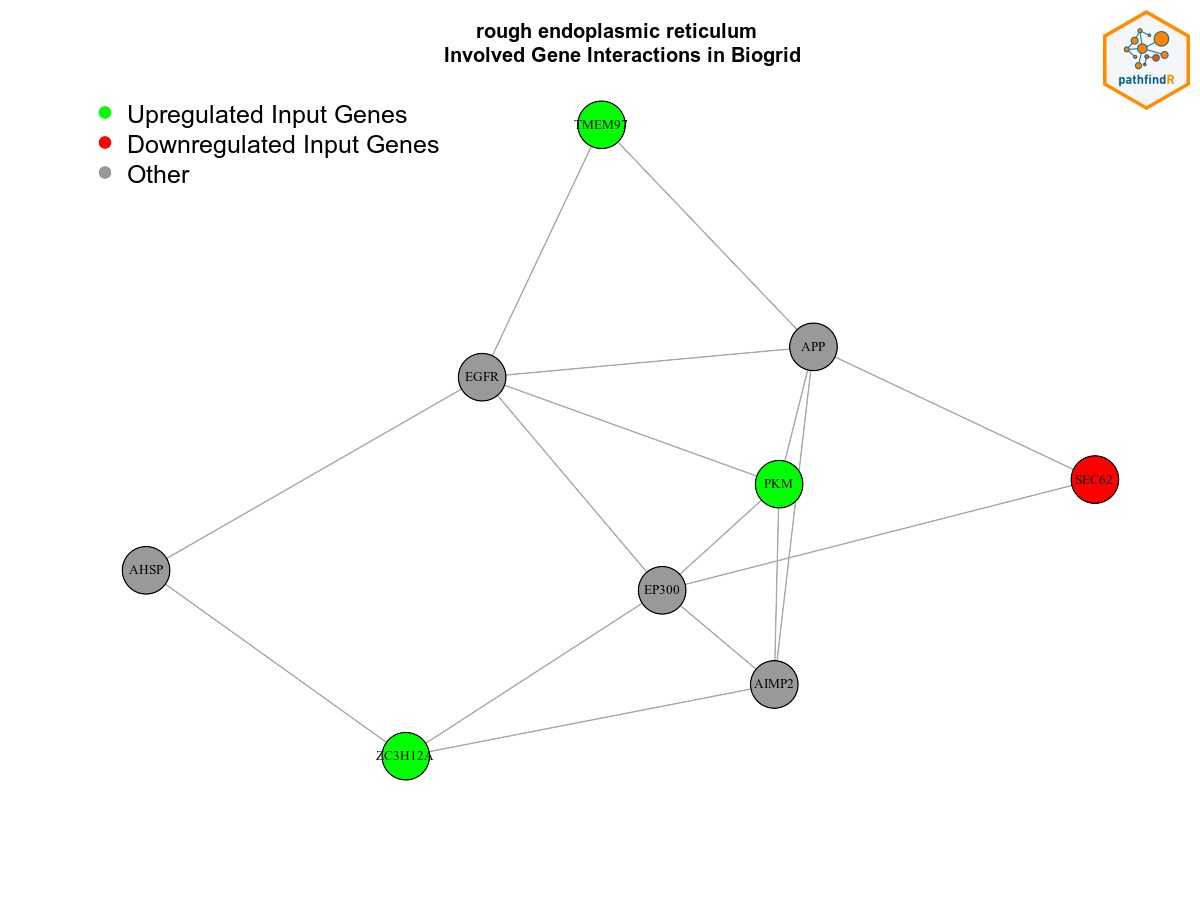 rough endoplasmic reticulum
Involved Gene Interactions in Biogrid
pathfindR
Upregulated Input Genes
Downregulated Input Genes
Other
TMEM97
APP
EGFR
SEC62
PKM
AHSP
EP300
AIMP2
ZC3H12A